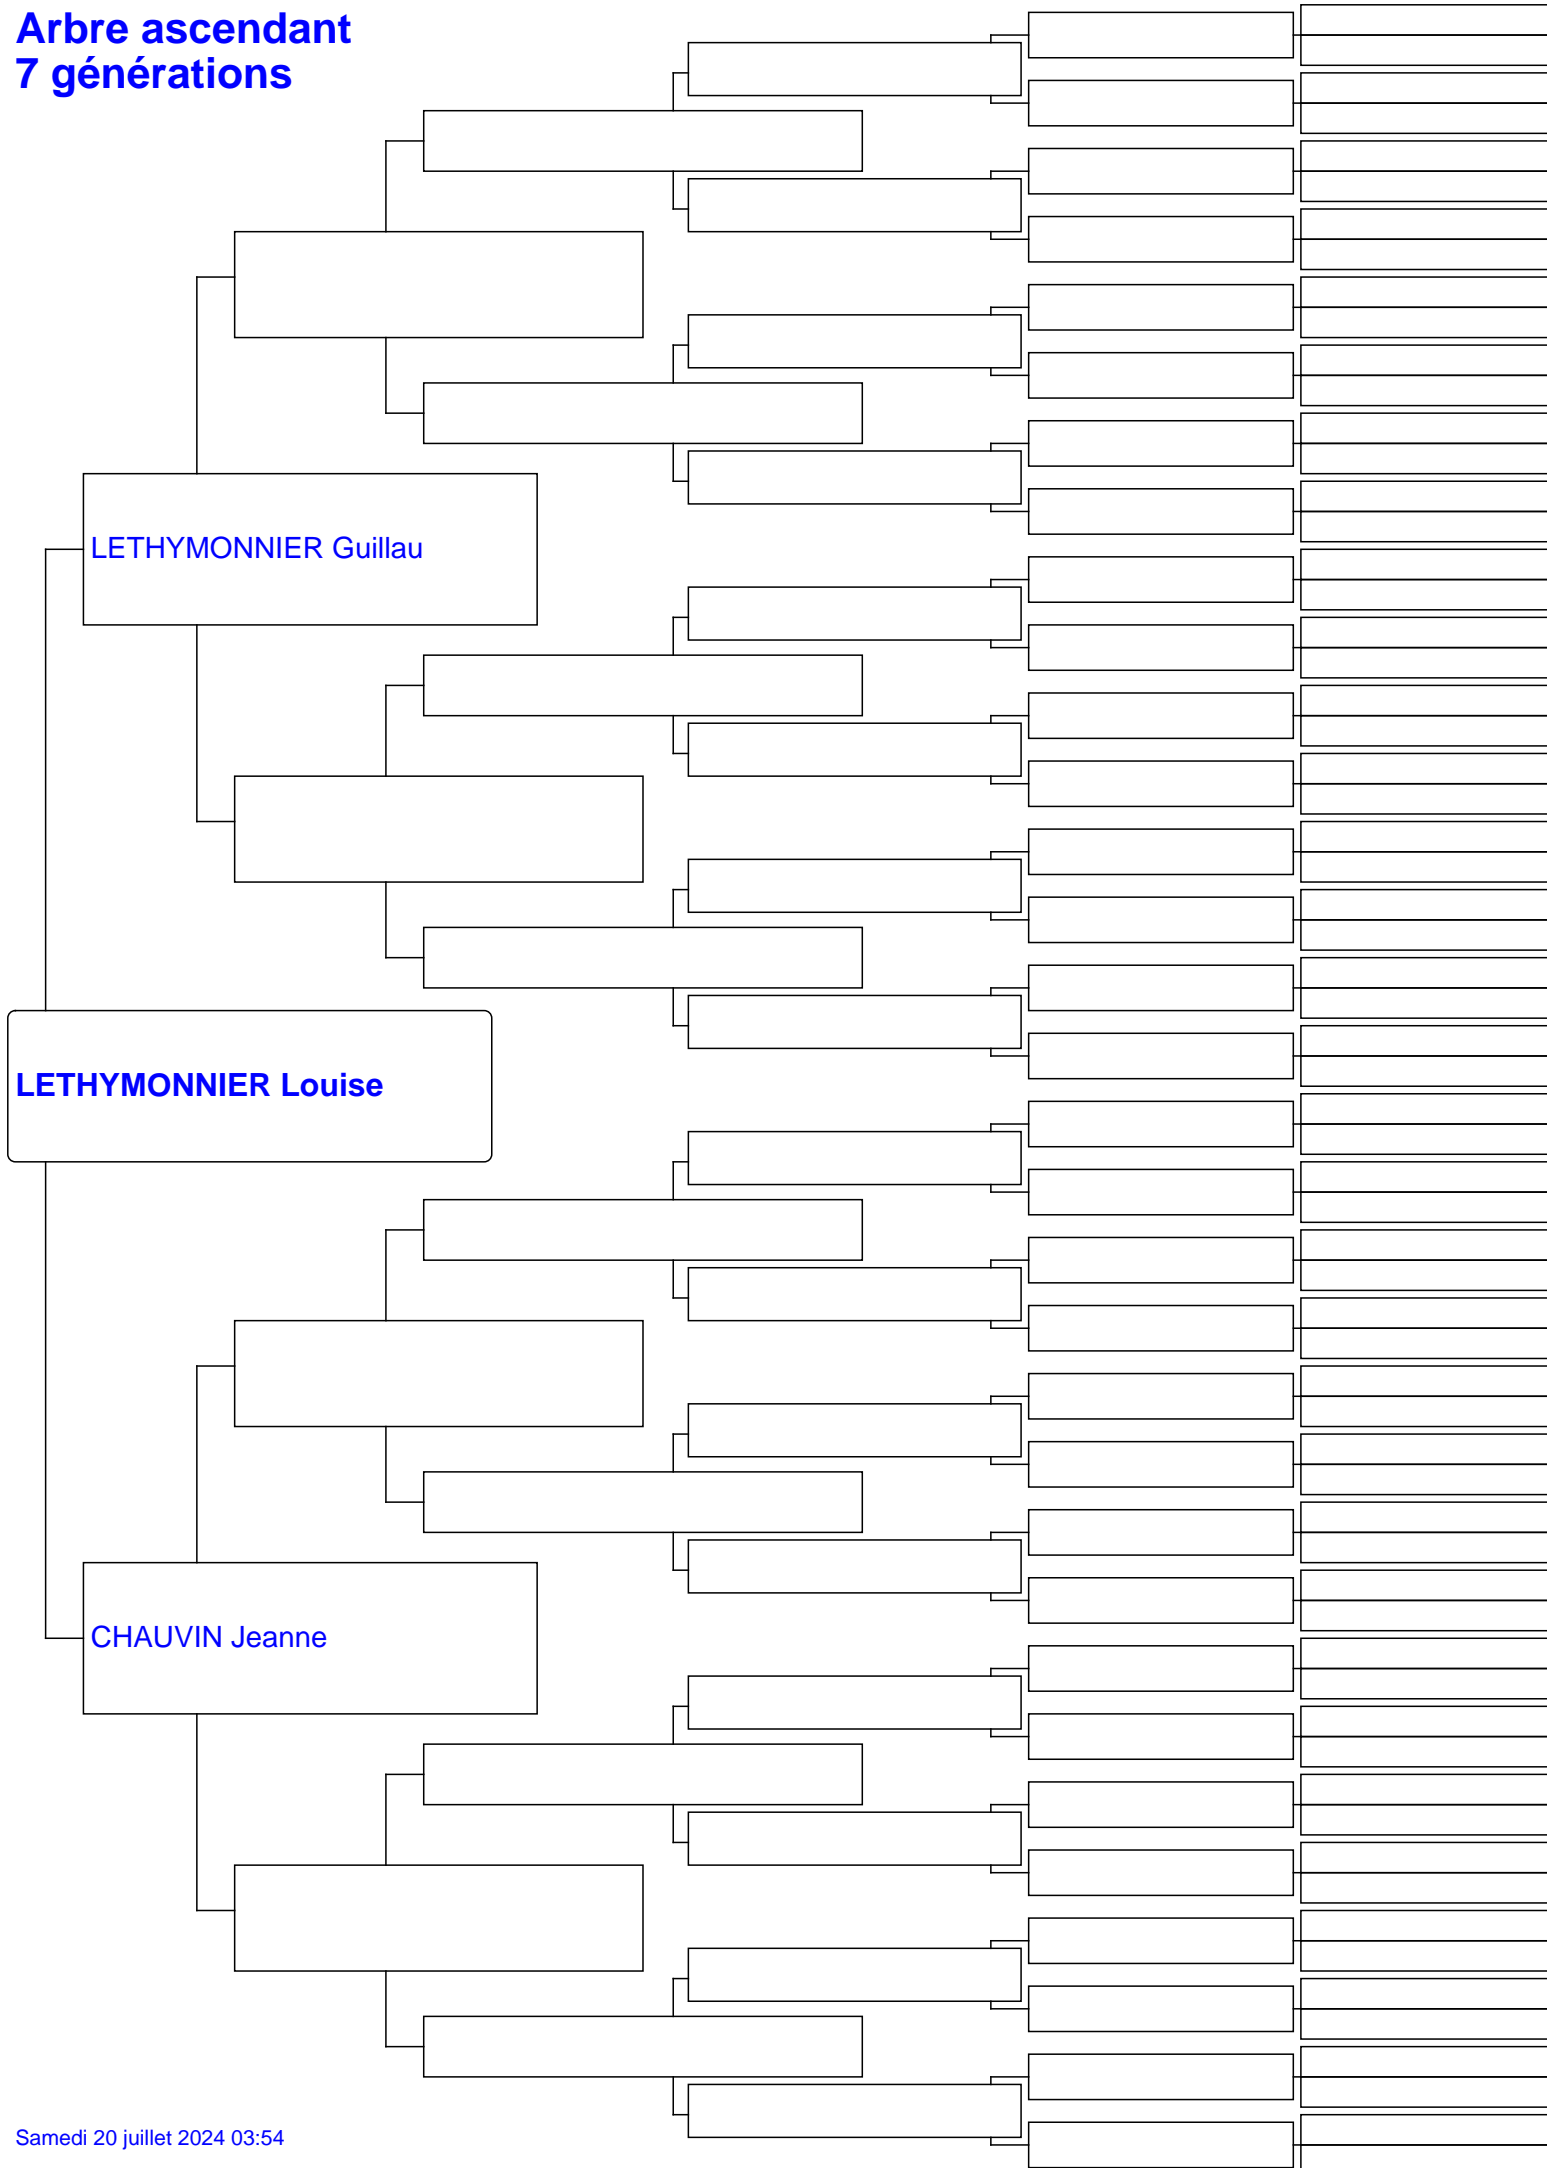 Arbre ascendant
7 générations
LETHYMONNIER Guillau
LETHYMONNIER Louise
CHAUVIN Jeanne
Samedi 20 juillet 2024 03:54